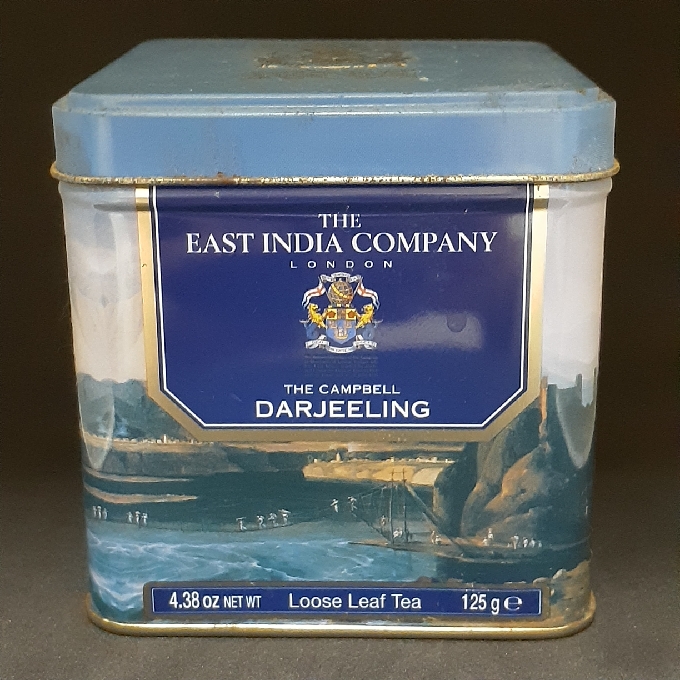 THE
EAST INDIA COMPANY
LONDON
THE CAMPBELL
DARJEELING
4.38 OZ NET WT Loose Leaf Tea 125 g ℮